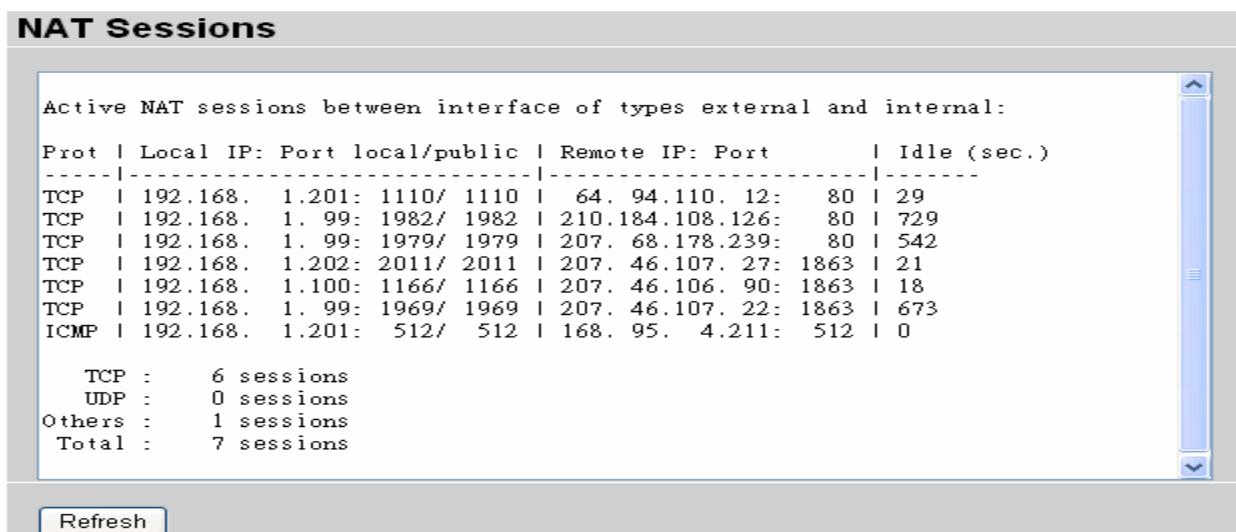 NAT Sessions
Active NAT sessions between interface of types external and internal:
Prot | Local IP: Port local/public | Remote IP: Port       | Idle (sec.)
-----|-----------------------------|-----------------------|-------
TCP  | 192.168.  1.201: 1110/ 1110 |  64. 94.110. 12:   80 | 29
TCP  | 192.168.  1. 99: 1982/ 1982 | 210.184.108.126:   80 | 729
TCP  | 192.168.  1. 99: 1979/ 1979 | 207. 68.178.239:   80 | 542
TCP  | 192.168.  1.202: 2011/ 2011 | 207. 46.107. 27: 1863 | 21
TCP  | 192.168.  1.100: 1166/ 1166 | 207. 46.106. 90: 1863 | 18
TCP  | 192.168.  1. 99: 1969/ 1969 | 207. 46.107. 22: 1863 | 673
ICMP | 192.168.  1.201:  512/  512 | 168. 95.  4.211:  512 | 0
TCP :     6 sessions
UDP :     0 sessions
Others :     1 sessions
Total :     7 sessions
Refresh